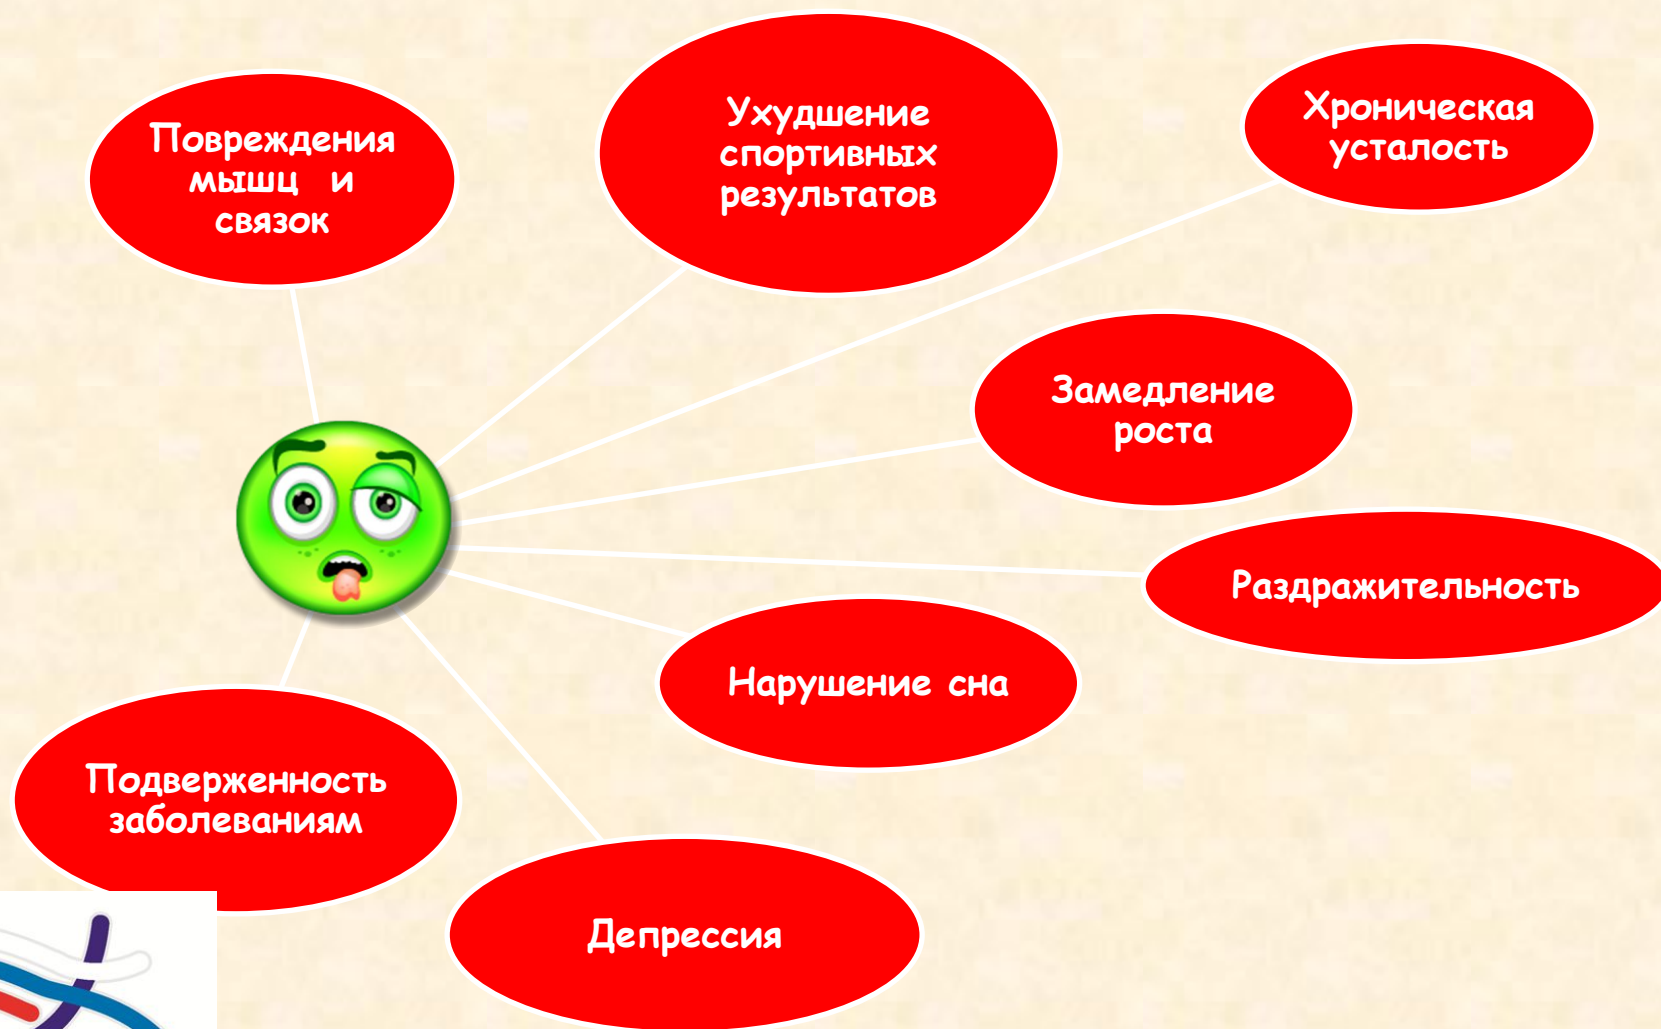 Повреждения
мышц и
связок
Ухудшение
спортивных
результатов
Хроническая
усталость
Замедление
роста
Раздражительность
Нарушение сна
Подверженность
заболеваниям
Депрессия